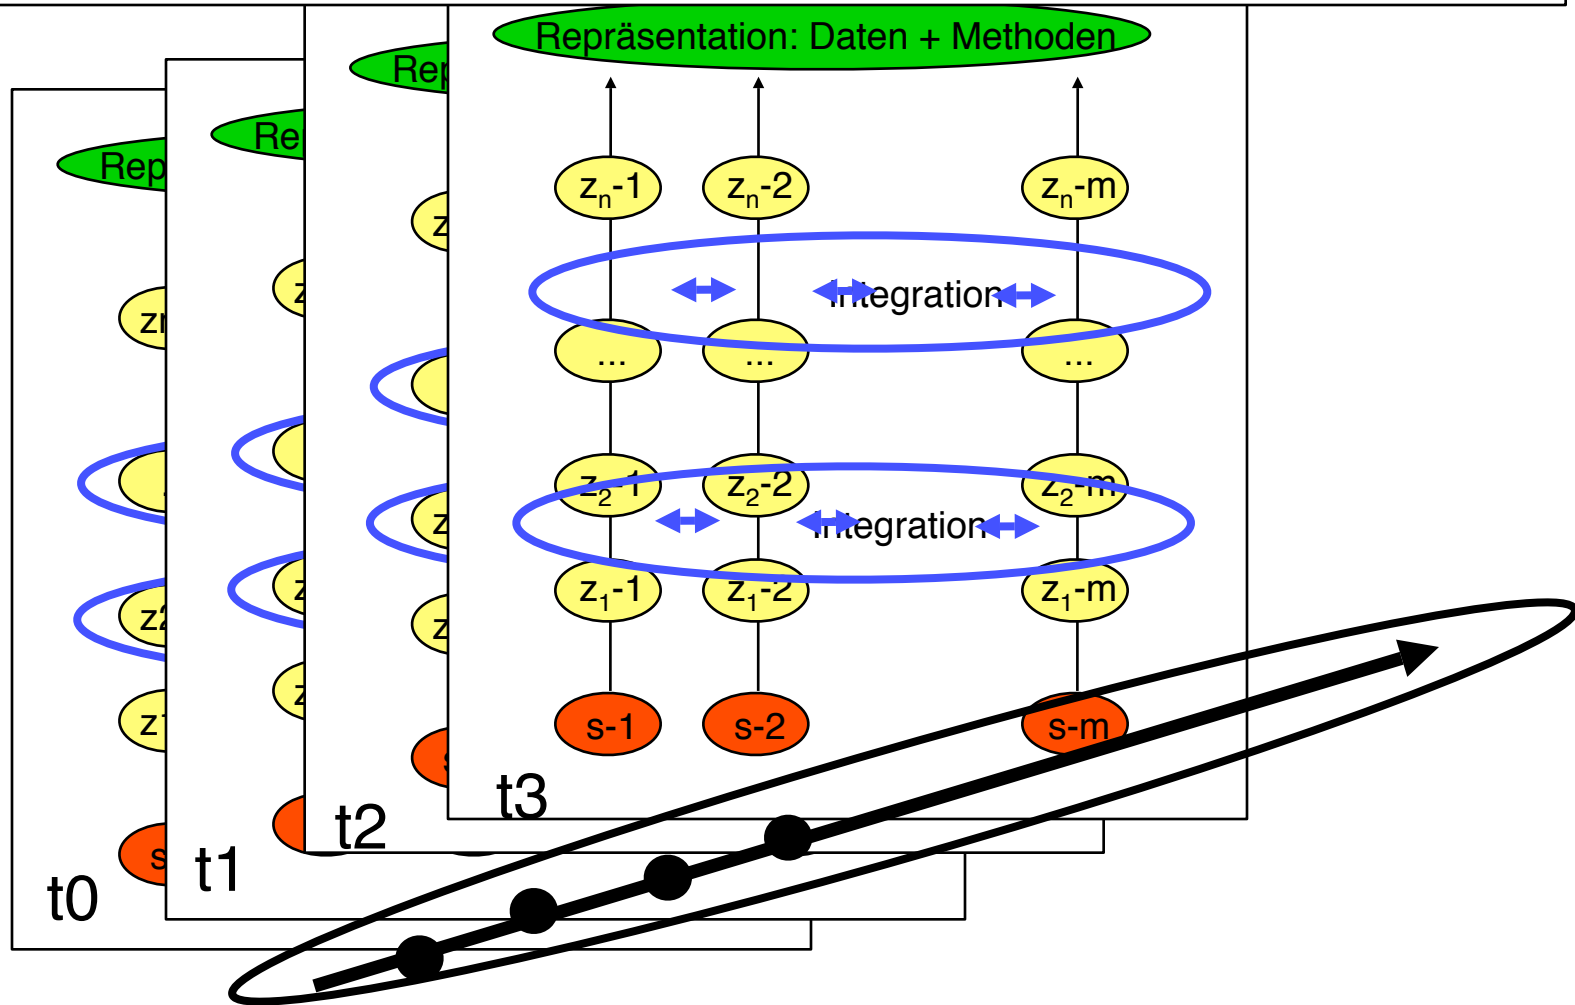 Repräsentation: Daten + Methoden
zₙ-1 zₙ-2 zₙ-m
Integration
... ... ...
z₂-1 z₂-2 z₂-m
Integration
z₁-1 z₁-2 z₁-m
s-1 s-2 s-m
t3
t2
t1
t0